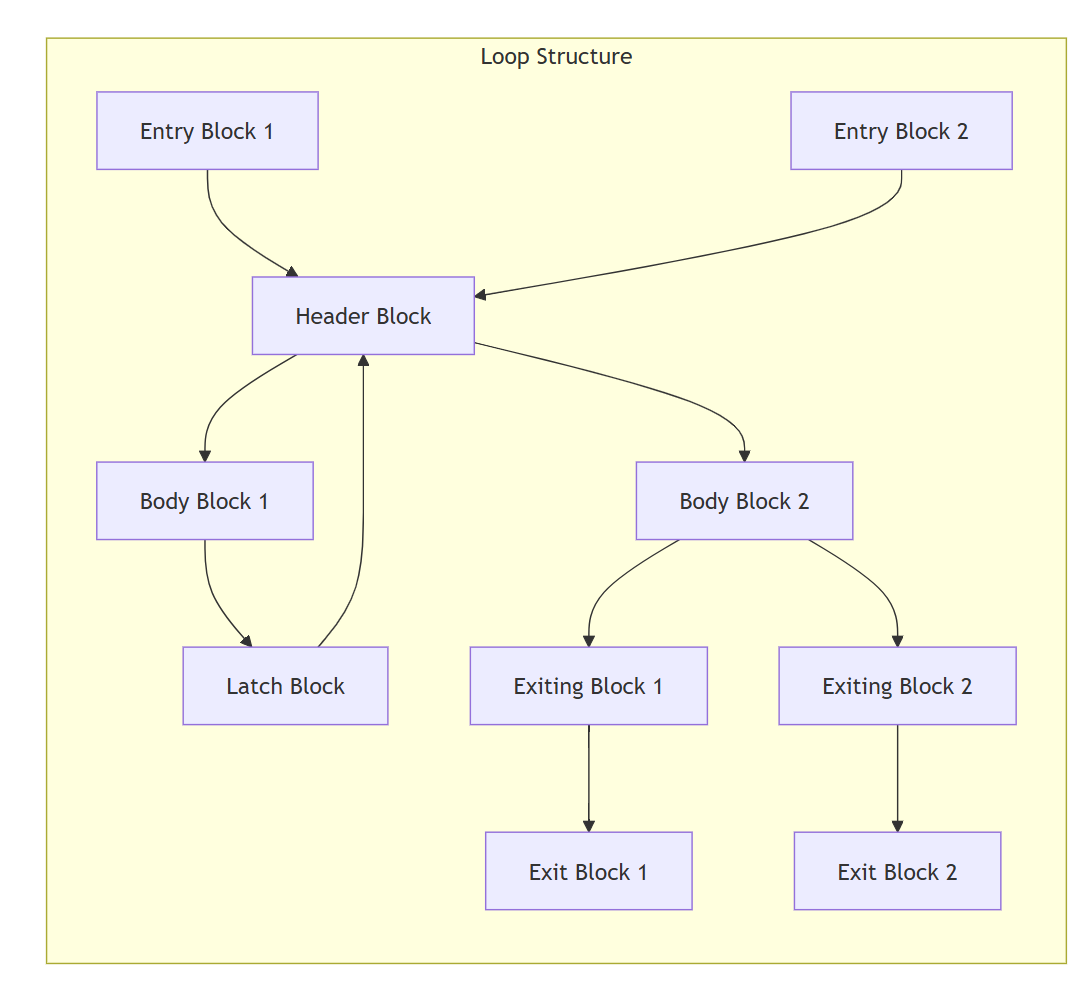 Loop Structure
Entry Block 1
Entry Block 2
Header Block
Body Block 1
Body Block 2
Latch Block
Exiting Block 1
Exiting Block 2
Exit Block 1
Exit Block 2